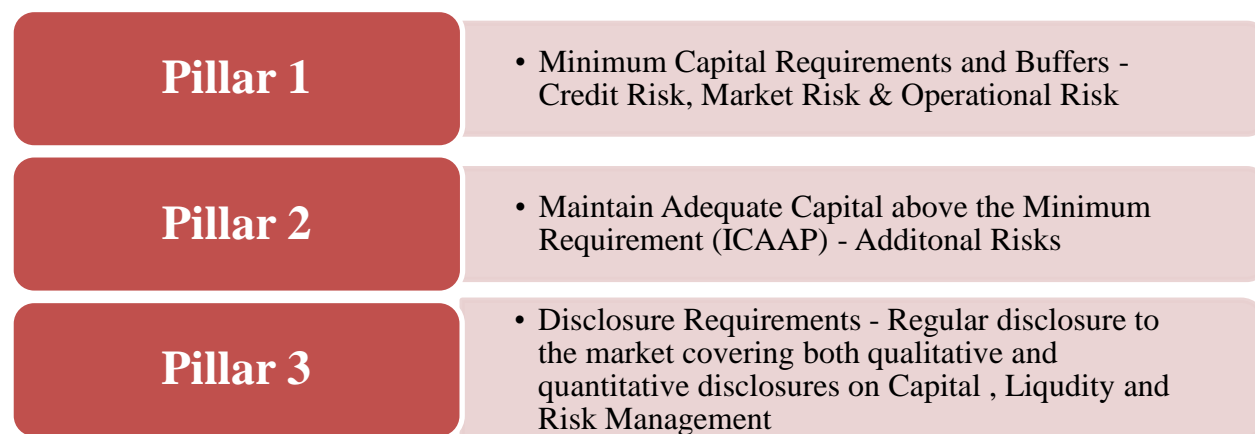 Pillar 1
• Minimum Capital Requirements and Buffers -
Credit Risk, Market Risk & Operational Risk
Pillar 2
• Maintain Adequate Capital above the Minimum
Requirement (ICAAP) - Additonal Risks
Pillar 3
• Disclosure Requirements - Regular disclosure to
the market covering both qualitative and
quantitative disclosures on Capital , Liqudity and
Risk Management